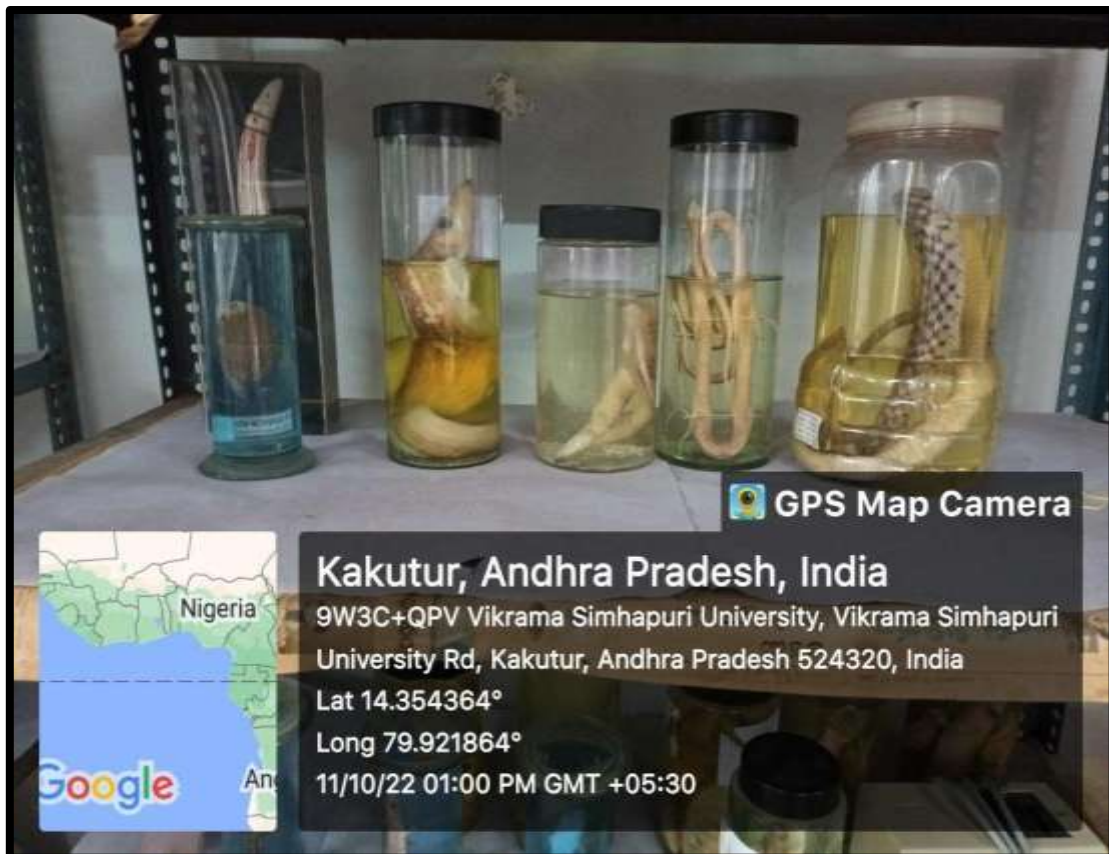 GPS Map Camera
Kakutur, Andhra Pradesh, India
9W3C+QPV Vikrama Simhapuri University, Vikrama Simhapuri
University Rd, Kakutur, Andhra Pradesh 524320, India
Lat 14.354364°
Long 79.921864°
11/10/22 01:00 PM GMT +05:30
Nigeria
Ang
Google